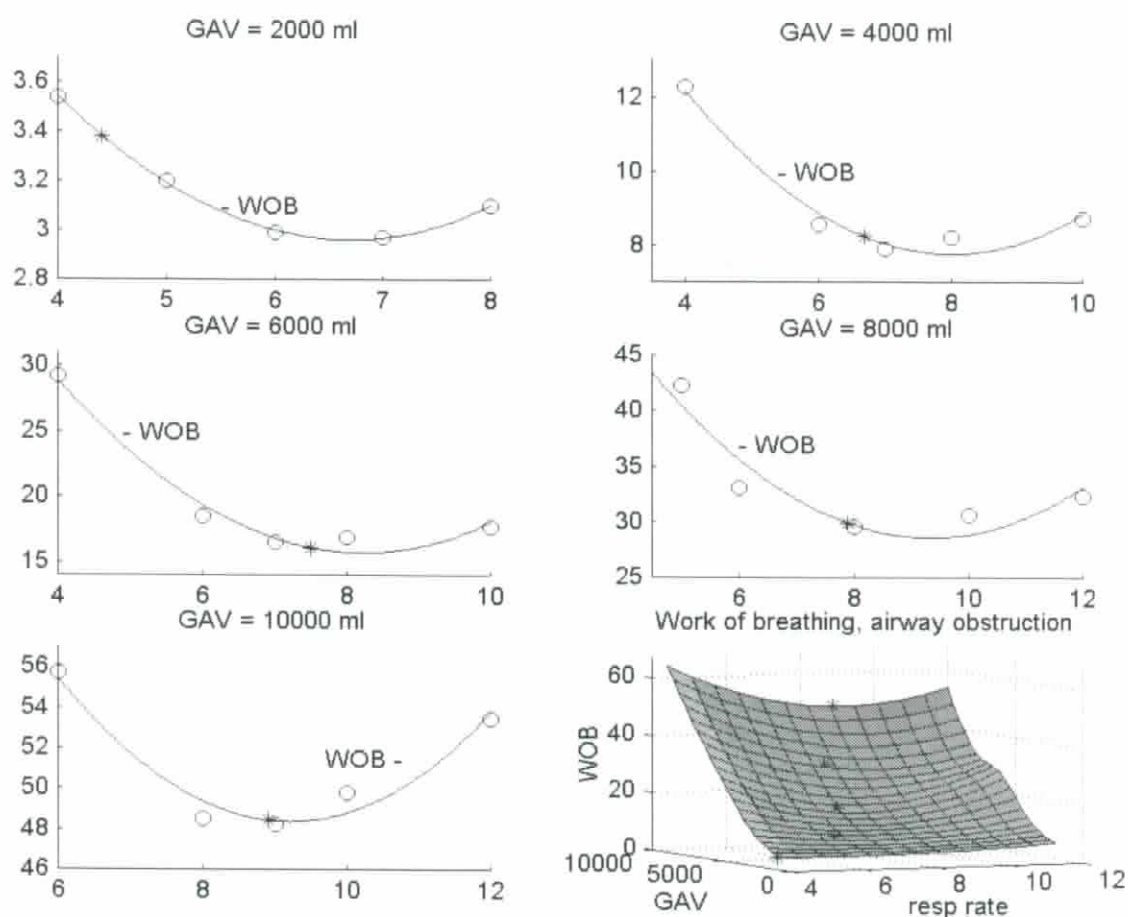 GAV = 2000 ml
3.6
3.4
3.2
3
2.8
- WOB
4 5 6 7 8
GAV = 4000 ml
12
10
8
- WOB
4 6 8 10
GAV = 6000 ml
30
25
20
15
- WOB
4 6 8 10
GAV = 8000 ml
45
40
35
30
25
- WOB
6 8 10 12
GAV = 10000 ml
56
54
52
50
48
46
WOB -
6 8 10 12
Work of breathing, airway obstruction
60
40
20
0
WOB
10000 5000 0
GAV
4 6 8 10 12
resp rate